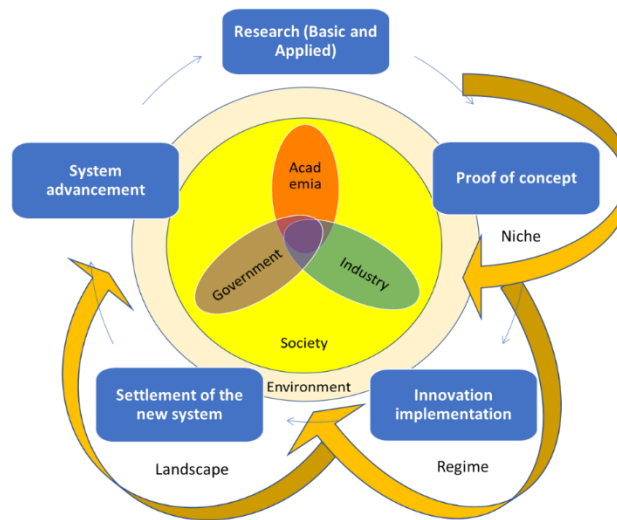 Research (Basic and
Applied)
System
advancement
Acad
emia
Proof of concept
Niche
Government
Industry
Society
Environment
Settlement of the
new system
Innovation
implementation
Landscape
Regime